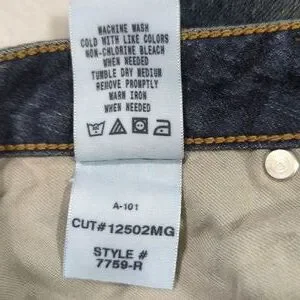 MACHINE WASH
COLD WITH LIKE COLORS
NON-CHLORINE BLEACH
WHEN NEEDED
TUMBLE DRY MEDIUM
REMOVE PROMPTLY
WARM IRON
WHEN NEEDED
A-101
CUT#12502MG
STYLE #
7759-R